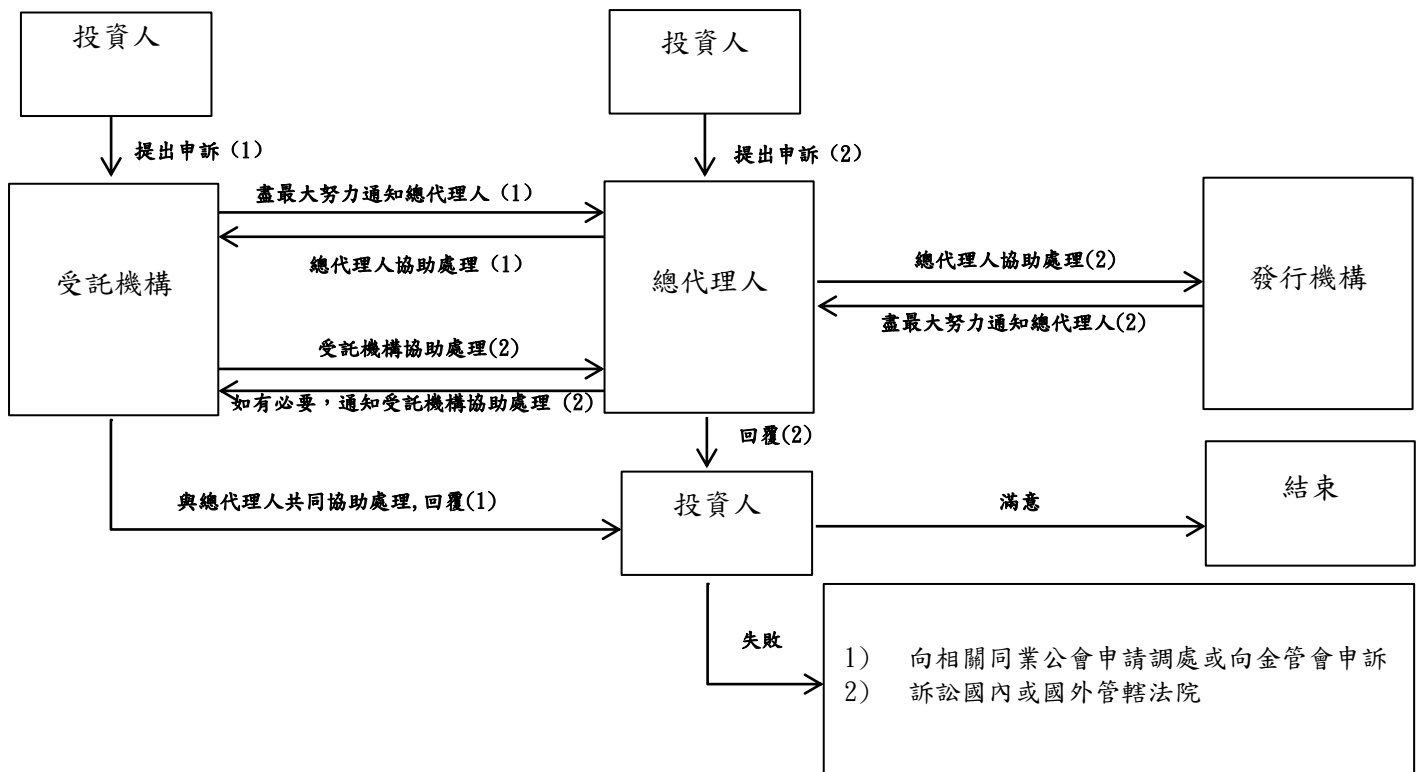 投資人
投資人
提出申訴（1）
提出申訴（2）
盡最大努力通知總代理人（1）
總代理人協助處理（1）
總代理人協助處理(2)
受託機構
總代理人
發行機構
盡最大努力通知總代理人(2)
受託機構協助處理(2)
如有必要，通知受託機構協助處理（2）
回覆(2)
與總代理人共同協助處理,回覆(1)
投資人
滿意
結束
失敗
1) 向相關同業公會申請調處或向金管會申訴
2) 訴訟國內或國外管轄法院